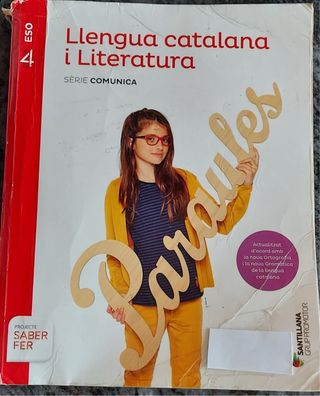 4 ESO
Llengua catalana
i Literatura
SÈRIE COMUNICA
Paraules
Actualitzat
d'acord amb
la nova Ortografia
i la nova Gramàtica
de la llengua
catalana
PROJECTE
SABER
FER
SANTILLANA
GRUP PROMOTOR